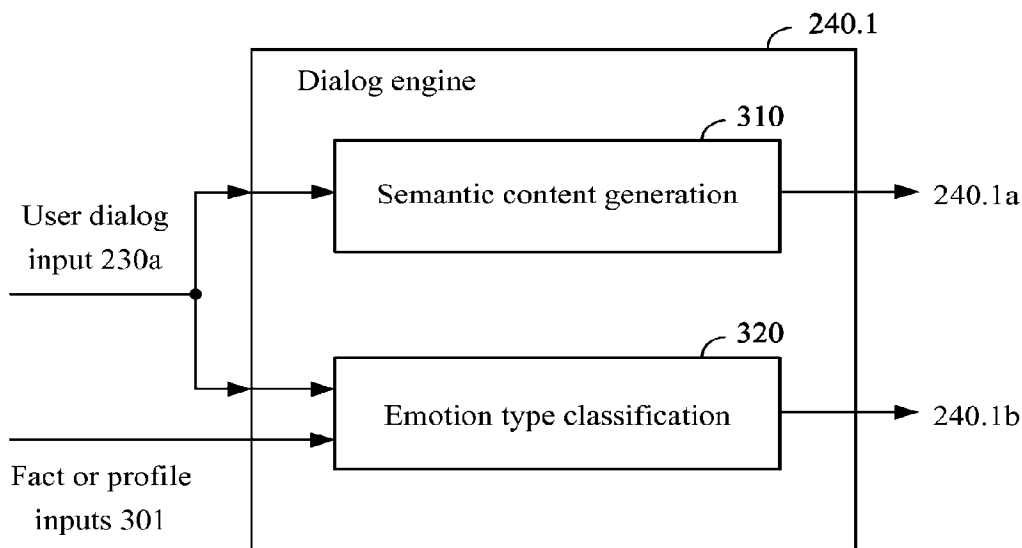 240.1
Dialog engine
310
Semantic content generation
240.1a
User dialog
input 230a
320
Emotion type classification
240.1b
Fact or profile
inputs 301